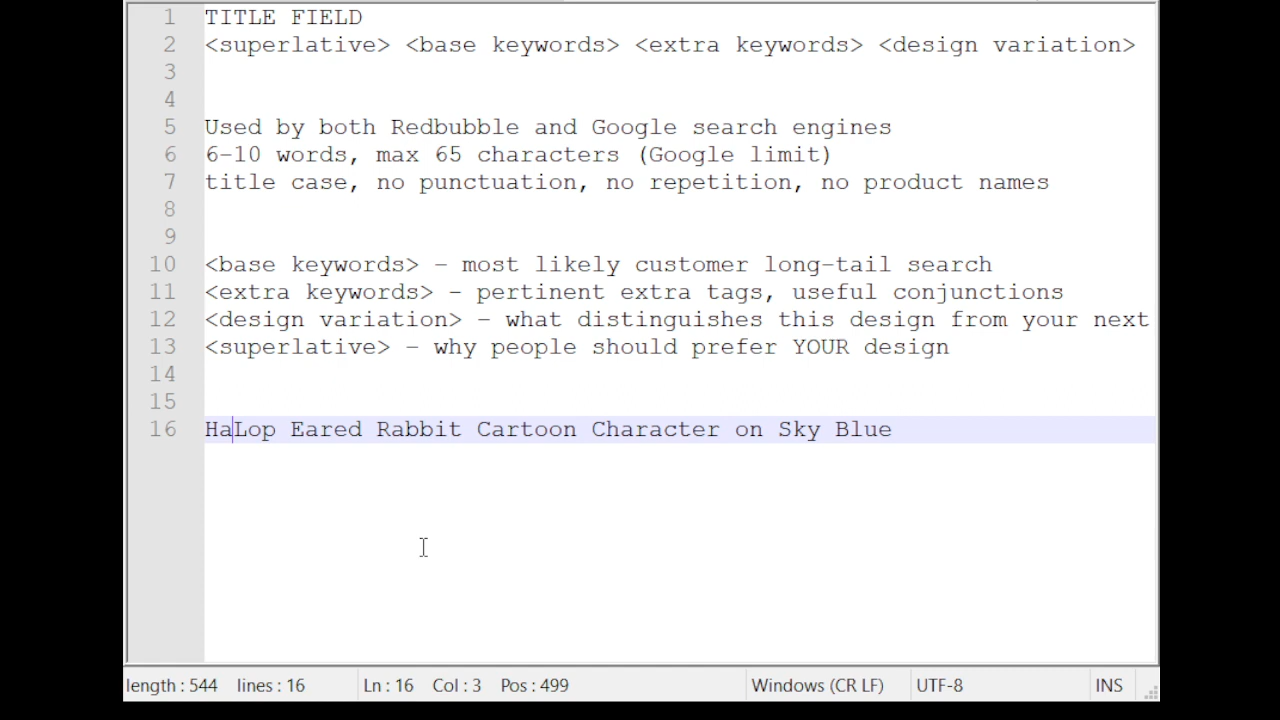 1 TITLE FIELD
2 <superlative> <base keywords> <extra keywords> <design variation>
3
4
5 Used by both Redbubble and Google search engines
6 6-10 words, max 65 characters (Google limit)
7 title case, no punctuation, no repetition, no product names
8
9
10 <base keywords> - most likely customer long-tail search
11 <extra keywords> - pertinent extra tags, useful conjunctions
12 <design variation> - what distinguishes this design from your next
13 <superlative> - why people should prefer YOUR design
14
15
16 HaLop Eared Rabbit Cartoon Character on Sky Blue
length : 544 lines : 16 Ln : 16 Col : 3 Pos : 499 Windows (CR LF) UTF-8 INS